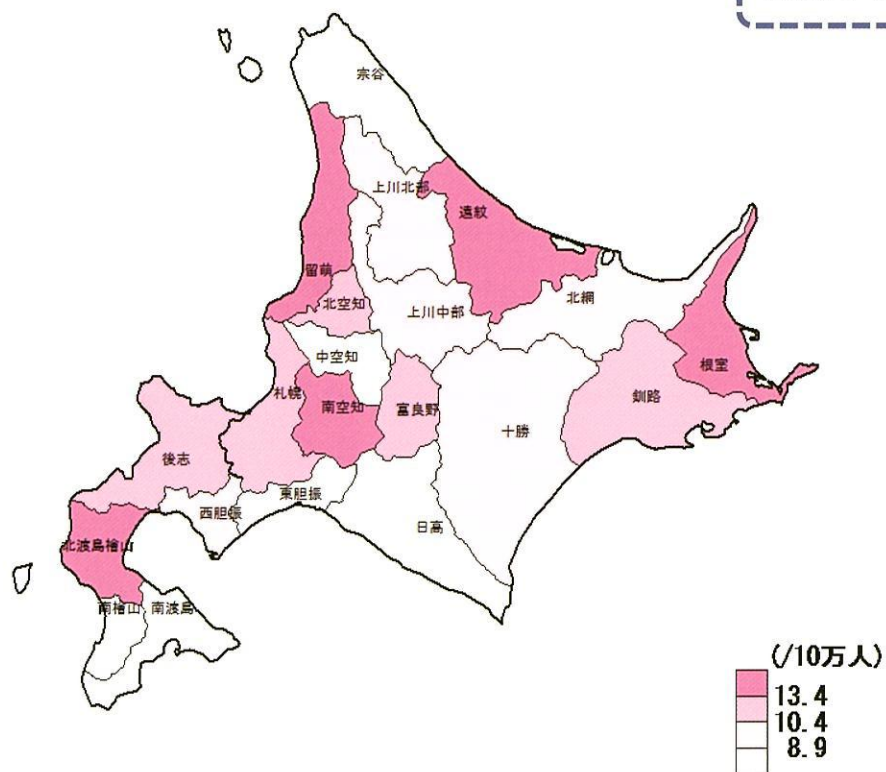 宗谷
上川北部
遠紋
留萌
北空知
北網
上川中部
中空知
根室
釧路
札幌
南空知
富良野
十勝
後志
東胆振
西胆振
日高
北渡島檜山
南檜山
南渡島
(/10万人)
13.4
10.4
8.9